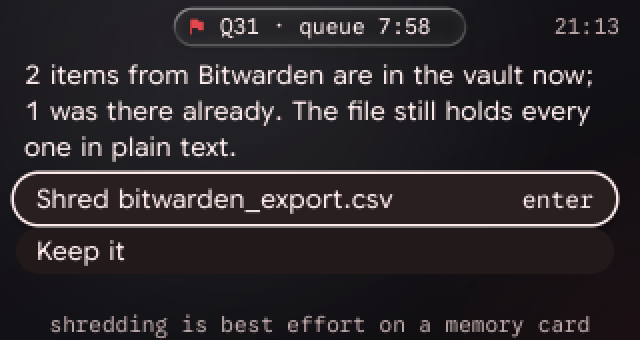 Q31 · queue 7:58
21:13
2 items from Bitwarden are in the vault now;
1 was there already. The file still holds every
one in plain text.
Shred bitwarden_export.csv enter
Keep it
shredding is best effort on a memory card